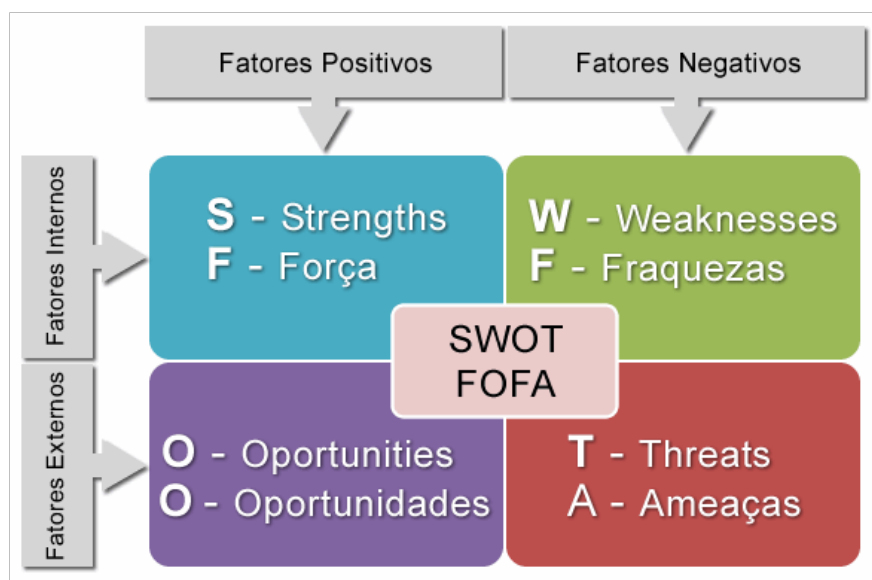 Fatores Positivos
Fatores Negativos
Fatores Internos
S - Strengths
F - Força
W - Weaknesses
F - Fraquezas
SWOT
FOFA
Fatores Externos
O - Oportunities
O - Oportunidades
T - Threats
A - Ameaças